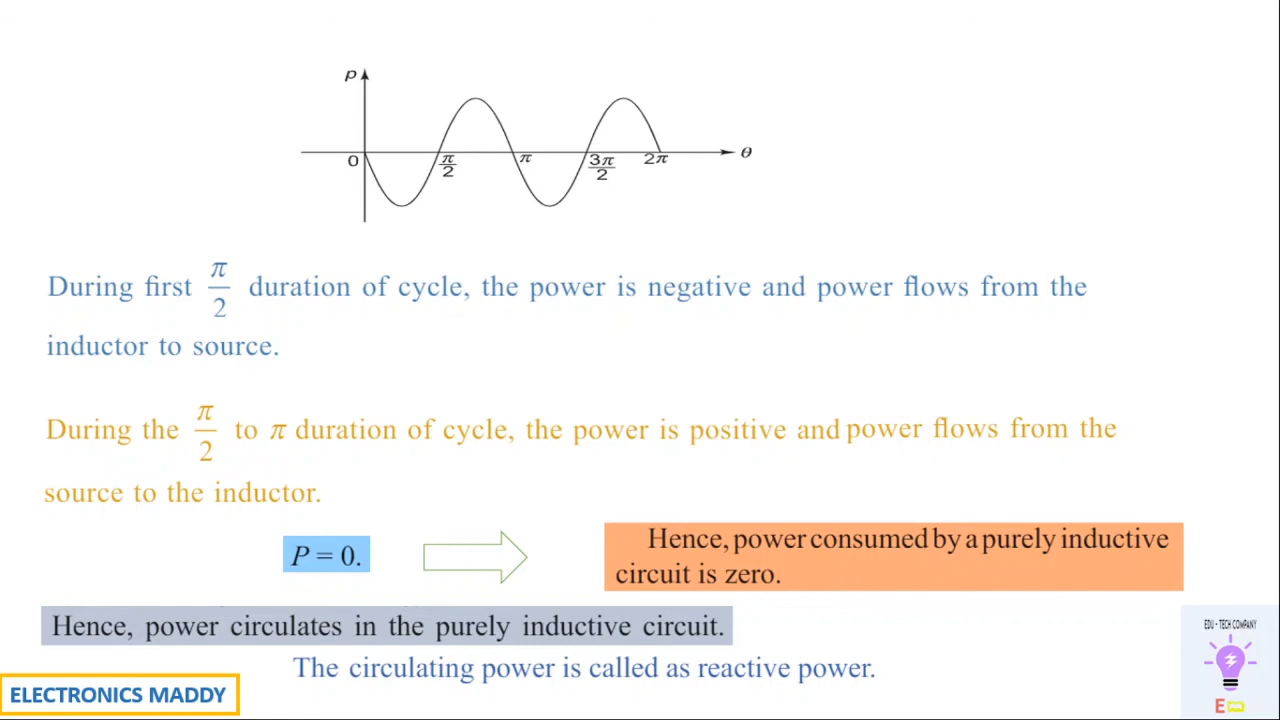 p
0
π/2
π
3π/2
2π
θ
During first π/2 duration of cycle, the power is negative and power flows from the
inductor to source.
During the π/2 to π duration of cycle, the power is positive and power flows from the
source to the inductor.
P = 0.
Hence, power consumed by a purely inductive
circuit is zero.
Hence, power circulates in the purely inductive circuit.
The circulating power is called as reactive power.
EDU - TECH COMPANY
ELECTRONICS MADDY